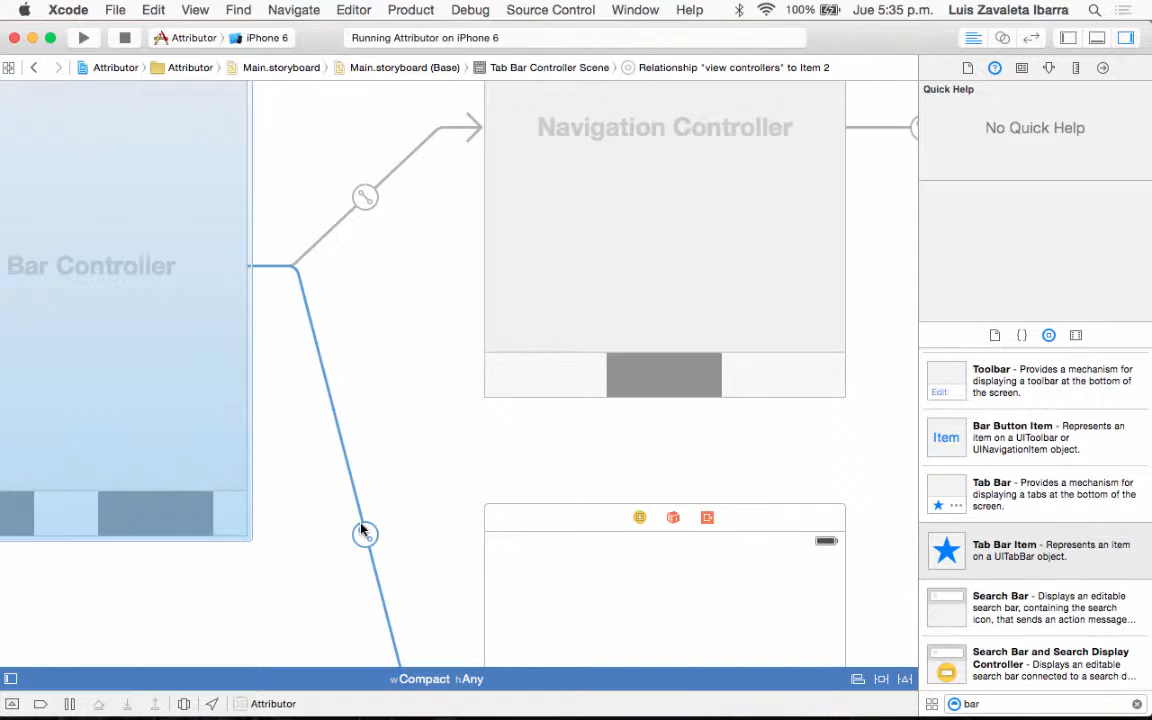 Xcode File Edit View Find Navigate Editor Product Debug Source Control Window Help 100% Jue 5:35 p.m. Luis Zavaleta Ibarra
Attributor iPhone 6 Running Attributor on iPhone 6
Attributor Attributor Main.storyboard Main.storyboard (Base) Tab Bar Controller Scene Relationship "view controllers" to Item 2
Quick Help
No Quick Help
Navigation Controller
Bar Controller
Toolbar - Provides a mechanism for
displaying a toolbar at the bottom of
the screen.
Edit
Bar Button Item - Represents an
item on a UIToolbar or
UINavigationItem object.
Item
Tab Bar - Provides a mechanism for
displaying a tabs at the bottom of the
screen.
Tab Bar Item - Represents an item
on a UITabBar object.
Search Bar - Displays an editable
search bar, containing the search
icon, that sends an action message...
Search Bar and Search Display
Controller - Displays an editable
search bar connected to a search d...
wCompact hAny
Attributor
bar